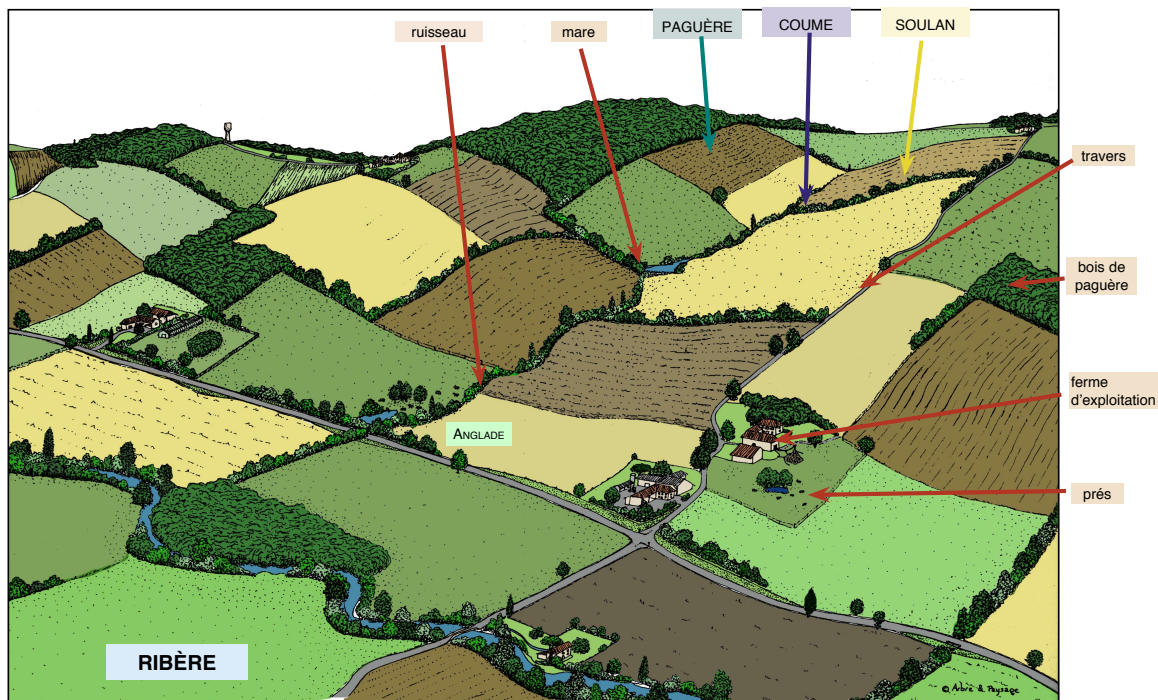 ruisseau
mare
PAGUÈRE
COUME
SOULAN
travers
bois de
paguère
ferme
d'exploitation
ANGLADE
prés
RIBÈRE
© Arbre & Paysage